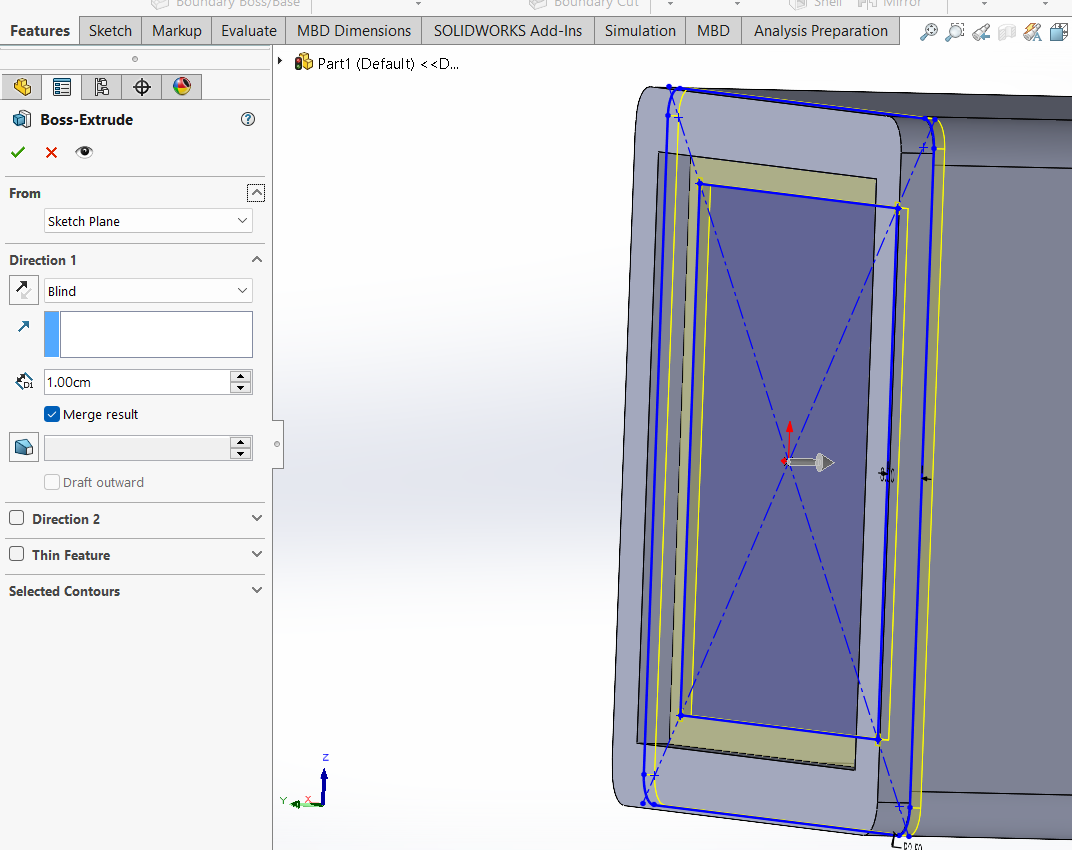 Boundary Boss/Base Boundary Cut Shell Mirror
Features Sketch Markup Evaluate MBD Dimensions SOLIDWORKS Add-Ins Simulation MBD Analysis Preparation
Part1 (Default) <<D...
Boss-Extrude
From
Sketch Plane
Direction 1
Blind
D1
1.00cm
Merge result
Draft outward
Direction 2
Thin Feature
Selected Contours
Z
Y X